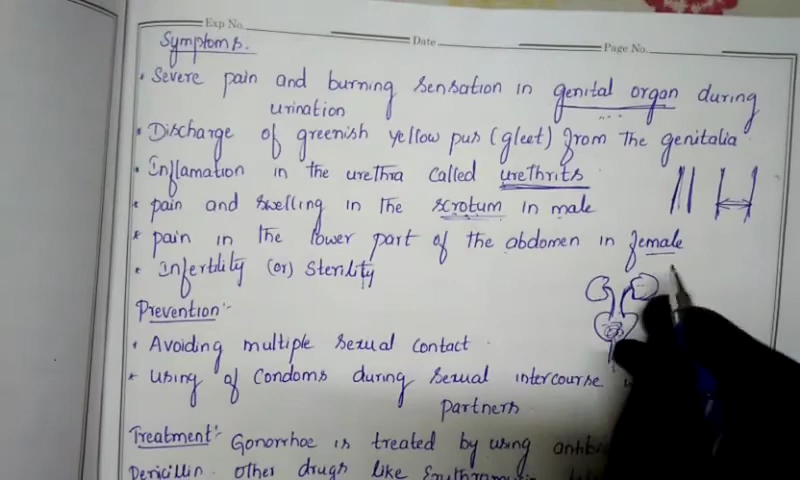 Exp No.
Date
Page No.
Symptoms.
• Severe pain and burning sensation in genital organ during
urination
• Discharge of greenish yellow pus (gleet) from the genitalia
• Inflamation in the urethra called urethrits
• pain and swelling in the scrotum in male
• pain in the lower part of the abdomen in female
• Infertility (or) Sterility
Prevention:-
• Avoiding multiple sexual contact
• Using of Condoms during sexual intercourse
partners
Treatment:- Gonorrhoe is treated by using
Penicillin. Other drugs like